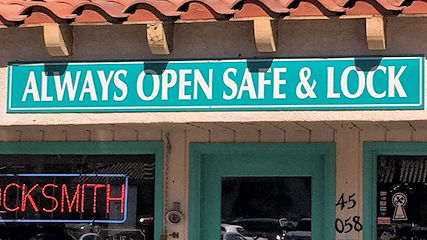 ALWAYS OPEN SAFE & LOCK
OCKSMITH
45
058